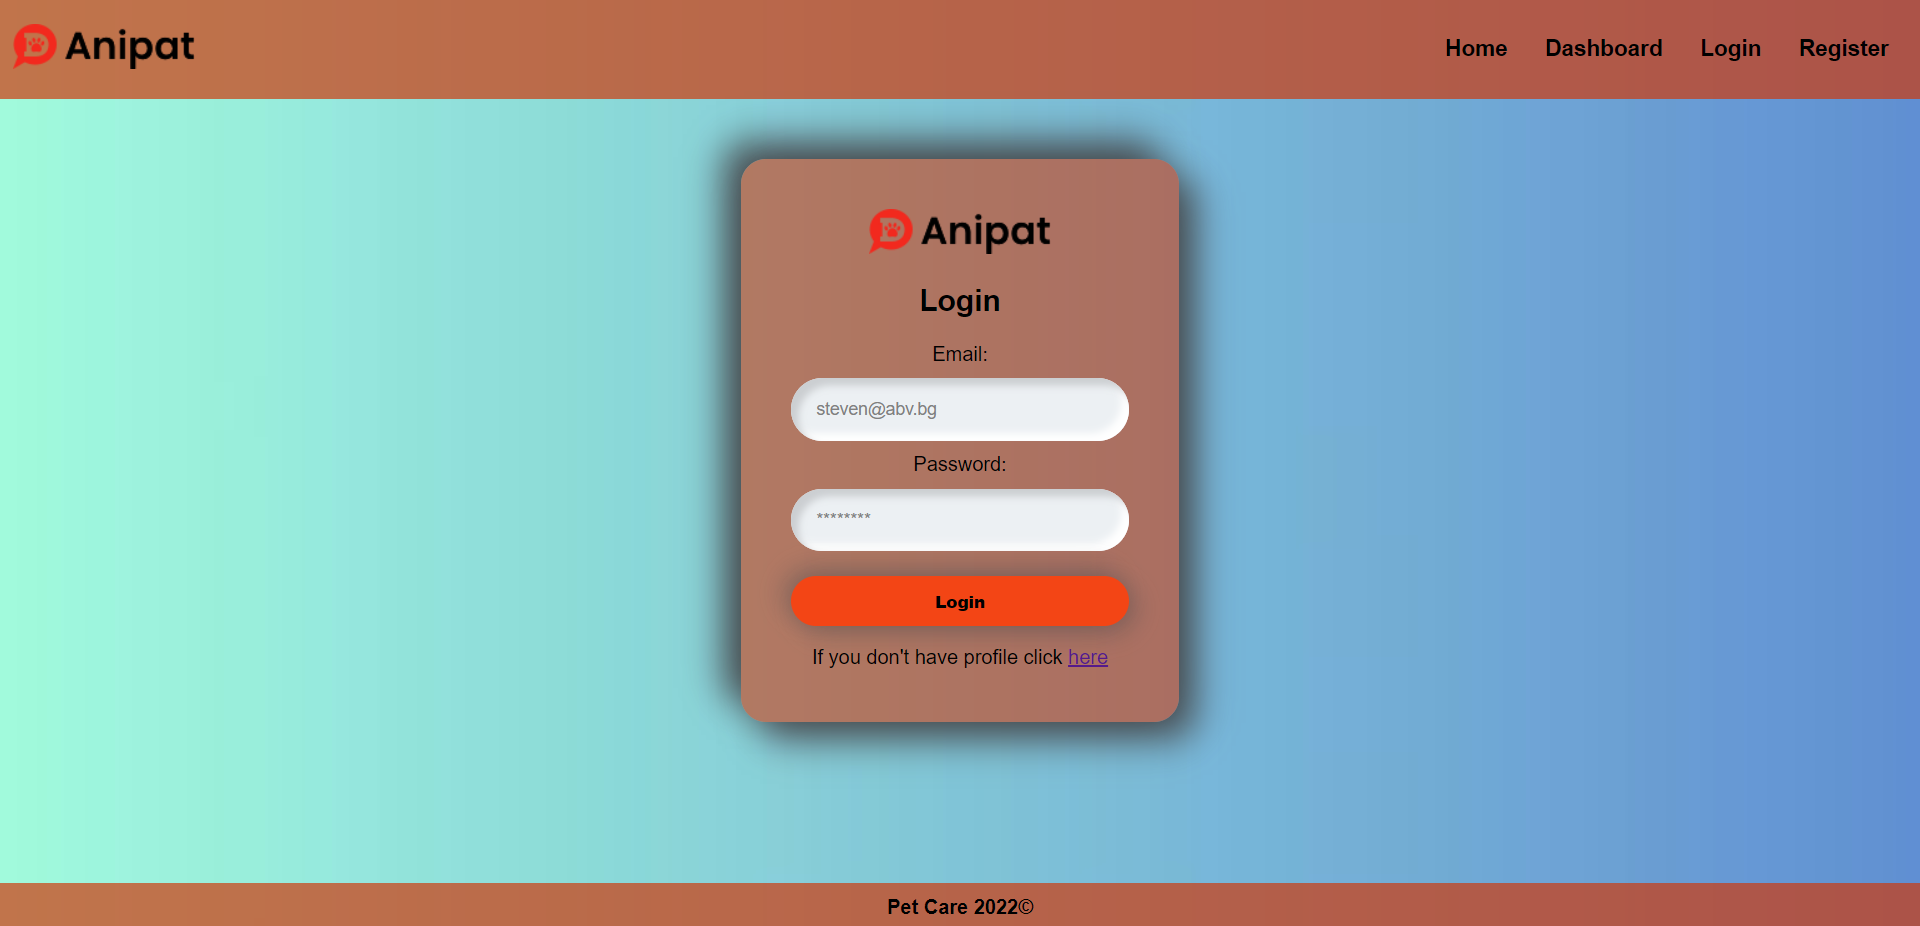 Anipat
Home Dashboard Login Register
Anipat
Login
Email:
steven@abv.bg
Password:
********
Login
If you don't have profile click here
Pet Care 2022©